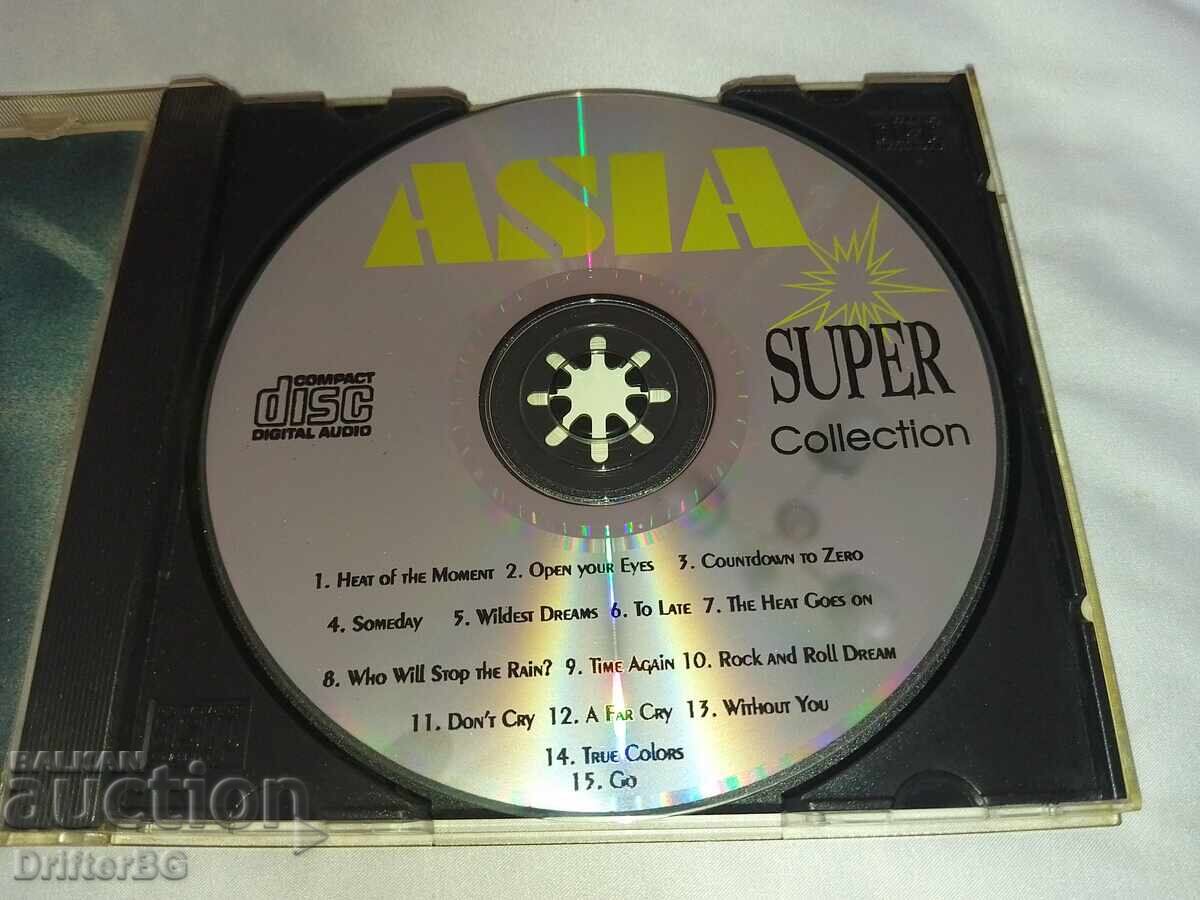 ASIA
SUPER
Collection
COMPACT
disc
DIGITAL AUDIO
1. Heat of the Moment 2. Open your Eyes 3. Countdown to Zero
4. Someday 5. Wildest Dreams 6. To Late 7. The Heat Goes on
8. Who Will Stop the Rain? 9. Time Again 10. Rock and Roll Dream
11. Don't Cry 12. A Far Cry 13. Without You
14. True Colors
15. Go
BALKAN
auction
DrifterBG